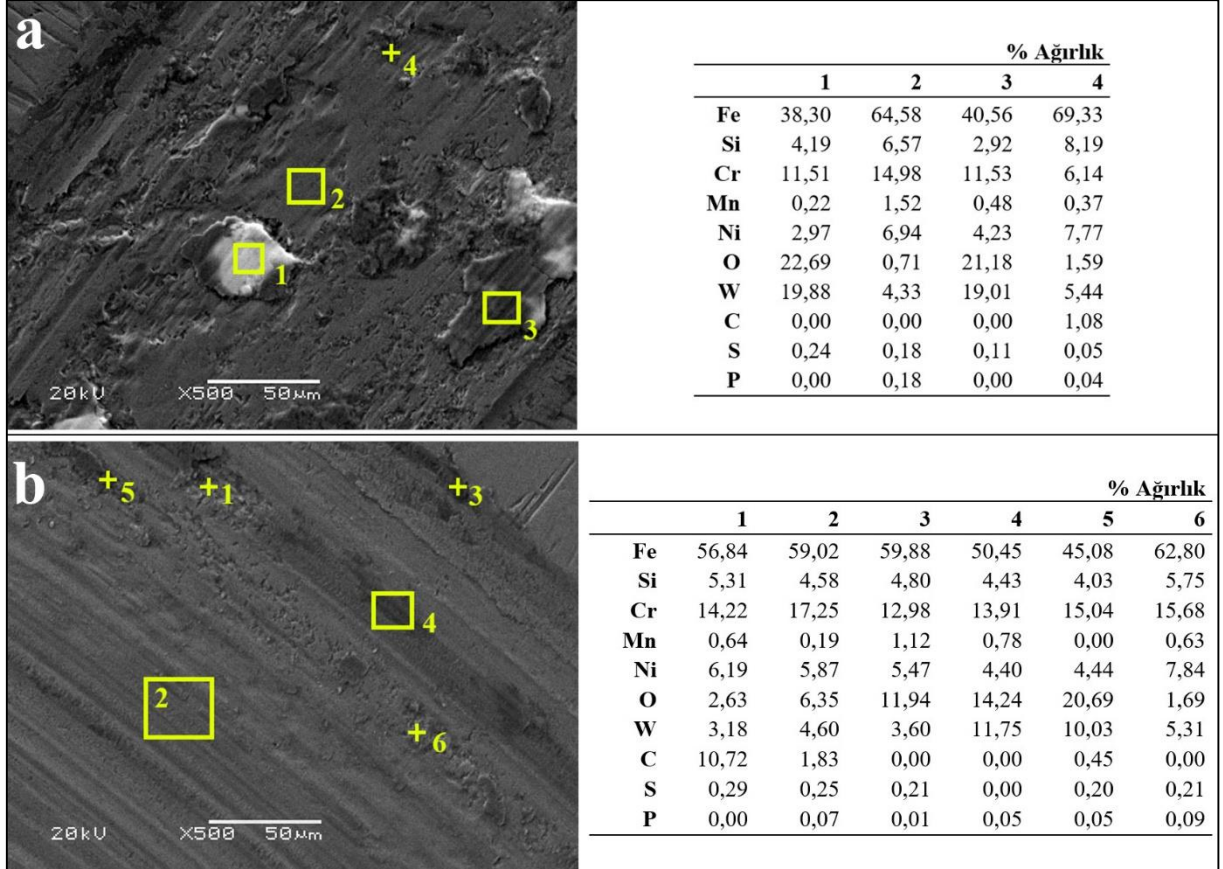 a
4
2
1
3
20kV X500 50µm
% Ağırlık
1 2 3 4
Fe 38,30 64,58 40,56 69,33
Si 4,19 6,57 2,92 8,19
Cr 11,51 14,98 11,53 6,14
Mn 0,22 1,52 0,48 0,37
Ni 2,97 6,94 4,23 7,77
O 22,69 0,71 21,18 1,59
W 19,88 4,33 19,01 5,44
C 0,00 0,00 0,00 1,08
S 0,24 0,18 0,11 0,05
P 0,00 0,18 0,00 0,04
b
5 1 3
4
2
6
20kV X500 50µm
% Ağırlık
1 2 3 4 5 6
Fe 56,84 59,02 59,88 50,45 45,08 62,80
Si 5,31 4,58 4,80 4,43 4,03 5,75
Cr 14,22 17,25 12,98 13,91 15,04 15,68
Mn 0,64 0,19 1,12 0,78 0,00 0,63
Ni 6,19 5,87 5,47 4,40 4,44 7,84
O 2,63 6,35 11,94 14,24 20,69 1,69
W 3,18 4,60 3,60 11,75 10,03 5,31
C 10,72 1,83 0,00 0,00 0,45 0,00
S 0,29 0,25 0,21 0,00 0,20 0,21
P 0,00 0,07 0,01 0,05 0,05 0,09